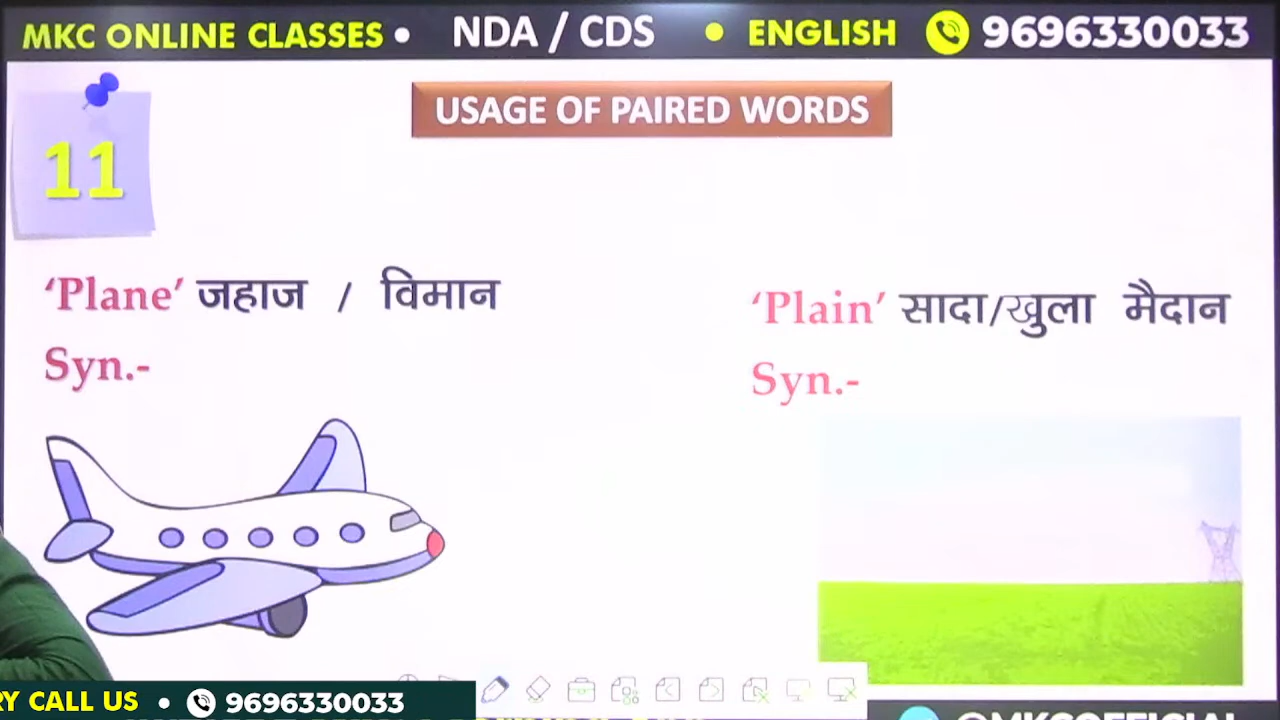 MKC ONLINE CLASSES • NDA / CDS • ENGLISH 9696330033
USAGE OF PAIRED WORDS
11
‘Plane’ जहाज / विमान
‘Plain’ सादा/खुला मैदान
Syn.-
Syn.-
RY CALL US • 9696330033